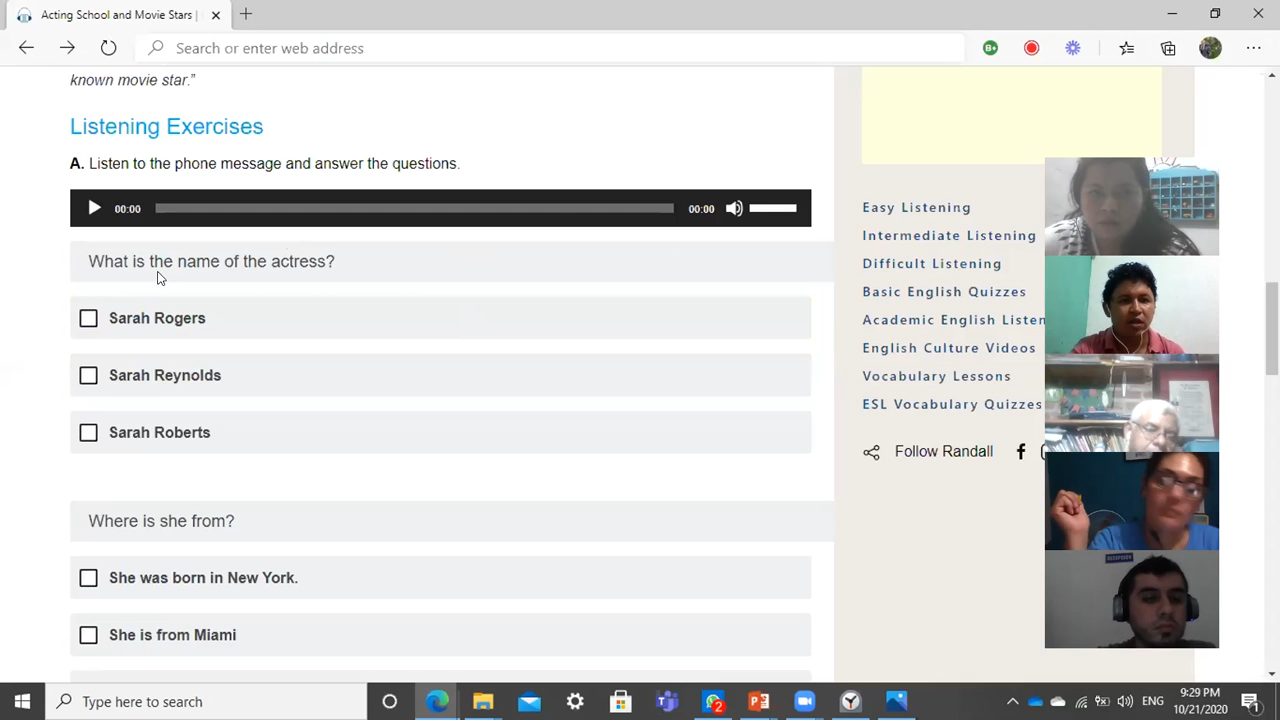 Acting School and Movie Stars |
Search or enter web address
known movie star."
Listening Exercises
A. Listen to the phone message and answer the questions.
00:00
00:00
What is the name of the actress?
Sarah Rogers
Sarah Reynolds
Sarah Roberts
Where is she from?
She was born in New York.
She is from Miami
Easy Listening
Intermediate Listening
Difficult Listening
Basic English Quizzes
Academic English Listen
English Culture Videos
Vocabulary Lessons
ESL Vocabulary Quizzes
Follow Randall
Type here to search
2
ENG
9:29 PM
10/21/2020
1